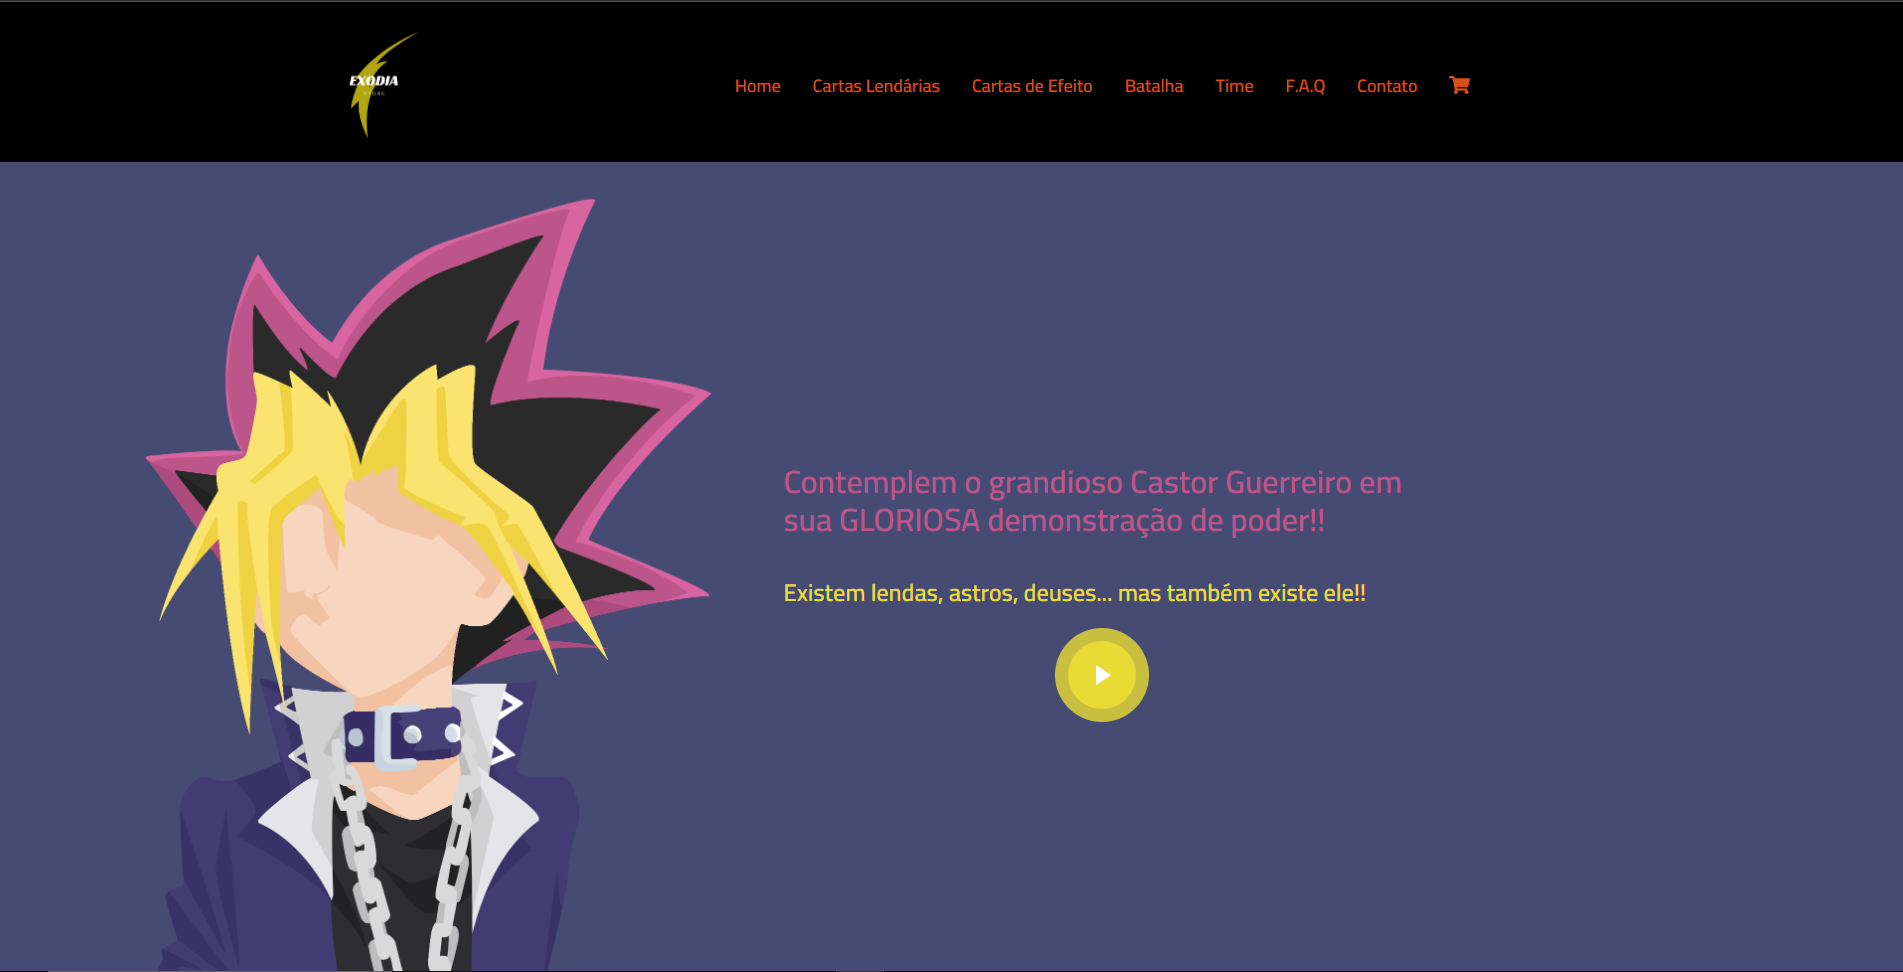 EXODIA
STORE
Home Cartas Lendárias Cartas de Efeito Batalha Time F.A.Q Contato
Contemplem o grandioso Castor Guerreiro em
sua GLORIOSA demonstração de poder!!
Existem lendas, astros, deuses... mas também existe ele!!